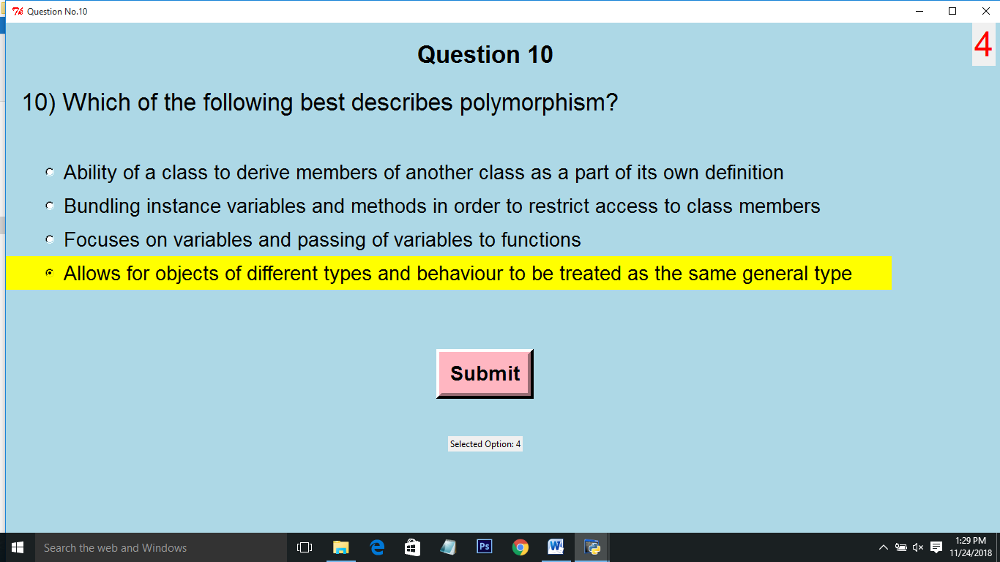 Question No.10
4
Question 10
10) Which of the following best describes polymorphism?
Ability of a class to derive members of another class as a part of its own definition
Bundling instance variables and methods in order to restrict access to class members
Focuses on variables and passing of variables to functions
Allows for objects of different types and behaviour to be treated as the same general type
Submit
Selected Option: 4
Search the web and Windows
Ps
W
1:29 PM
11/24/2018